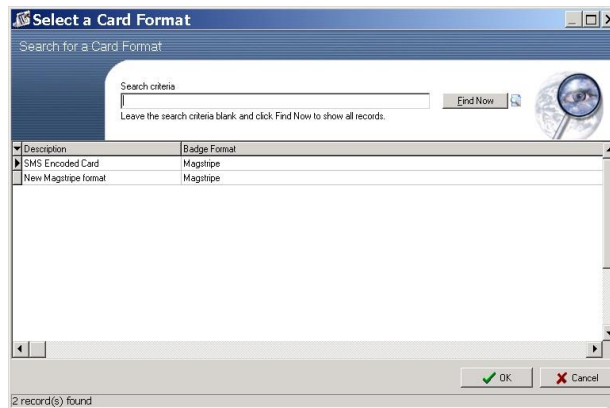 Select a Card Format
Search for a Card Format
Search criteria
Find Now
Leave the search criteria blank and click Find Now to show all records.
Description Badge Format
SMS Encoded Card Magstripe
New Magstripe format Magstripe
OK Cancel
2 record(s) found